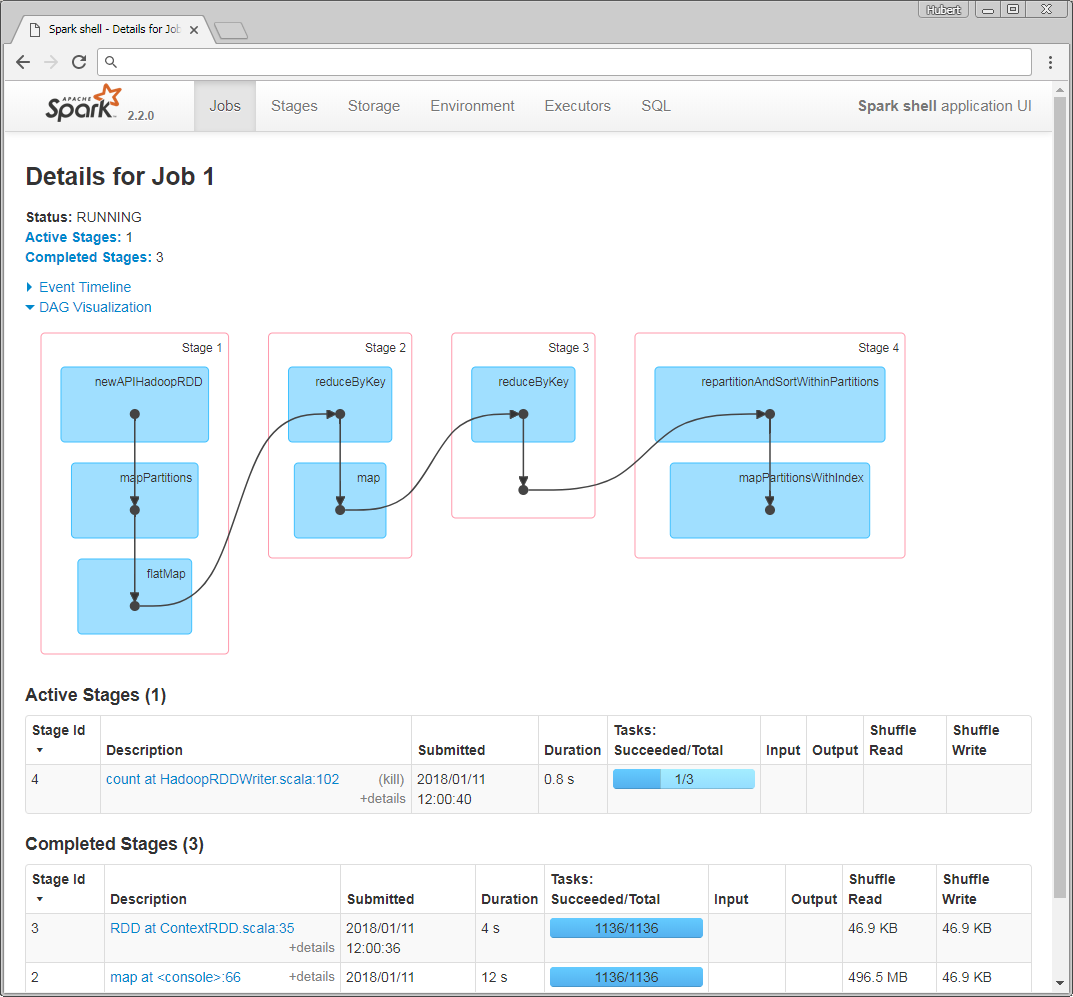 Hubert
Spark shell - Details for Job
APACHE
Spark 2.2.0
Jobs Stages Storage Environment Executors SQL Spark shell application UI
Details for Job 1
Status: RUNNING
Active Stages: 1
Completed Stages: 3
Event Timeline
DAG Visualization
Stage 1 Stage 2 Stage 3 Stage 4
newAPIHadoopRDD reduceByKey reduceByKey repartitionAndSortWithinPartitions
mapPartitions map mapPartitionsWithIndex
flatMap
Active Stages (1)
Stage Id Tasks: Shuffle Shuffle
Description Submitted Duration Succeeded/Total Input Output Read Write
4 count at HadoopRDDWriter.scala:102 (kill) 2018/01/11 0.8 s 1/3
+details 12:00:40
Completed Stages (3)
Stage Id Tasks: Shuffle Shuffle
Description Submitted Duration Succeeded/Total Input Output Read Write
3 RDD at ContextRDD.scala:35 2018/01/11 4 s 1136/1136 46.9 KB 46.9 KB
+details 12:00:36
2 map at <console>:66 +details 2018/01/11 12 s 1136/1136 496.5 MB 46.9 KB